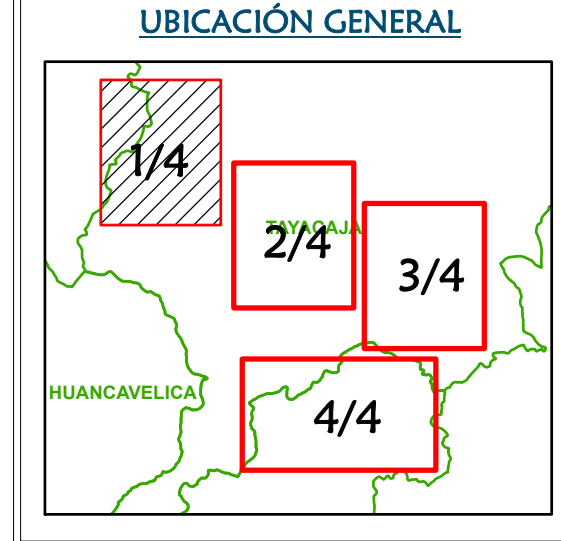 UBICACIÓN GENERAL
1/4
TAYACAJA
2/4
3/4
HUANCAVELICA
4/4